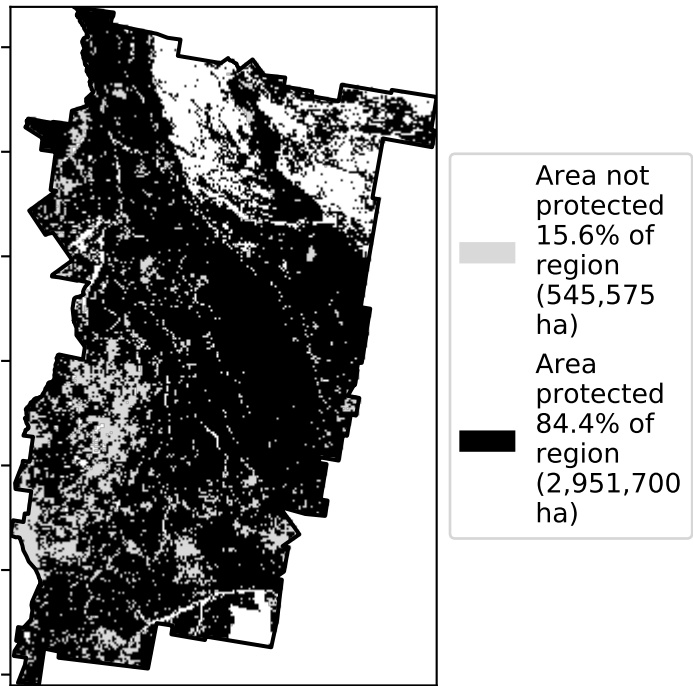 Area not
protected
15.6% of
region
(545,575
ha)
Area
protected
84.4% of
region
(2,951,700
ha)